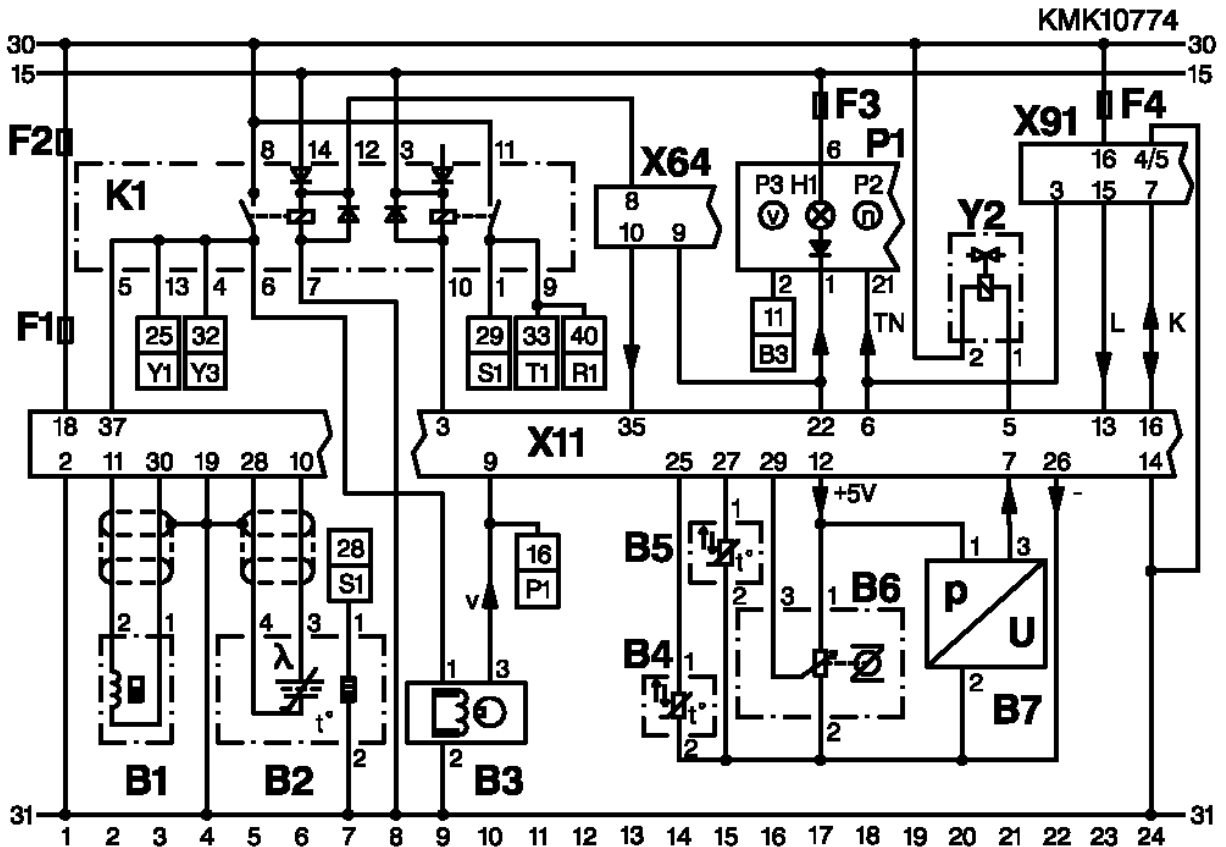 KMK10774
30 30
15 15
F2 F3 F4
X91
8 14 12 3 11 6 P1 16 4/5
X64
K1 8 P3 H1 P2 3 15 7
v n
10 9 Y2
5 13 4 6 7 10 1 9 2 1 21
F1 25 32 29 33 40 11 TN L K
Y1 Y3 S1 T1 R1 B3 2 1
18 37 3 35 22 6 5 13 16
X11
2 11 30 19 28 10 9 25 27 29 12 7 26 14
+5V -
1
28 16 B5 t° 1 3
S1 P1 2 3 1 B6 p
v U
2 1 4 3 1 B4 1
λ 1 3 2
t° t° B7
2 2 2 2
B1 B2 B3
31 31
1 2 3 4 5 6 7 8 9 10 11 12 13 14 15 16 17 18 19 20 21 22 23 24